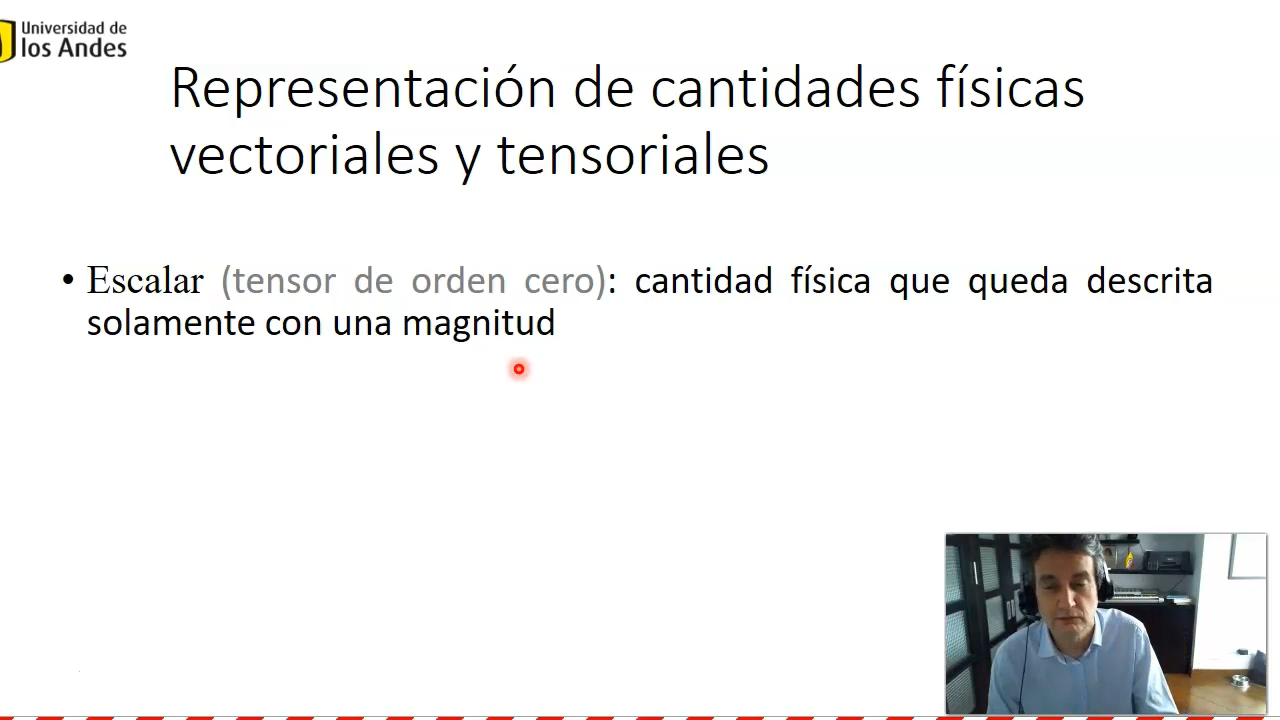 Universidad de
los Andes
Representación de cantidades físicas
vectoriales y tensoriales
• Escalar (tensor de orden cero): cantidad física que queda descrita
solamente con una magnitud